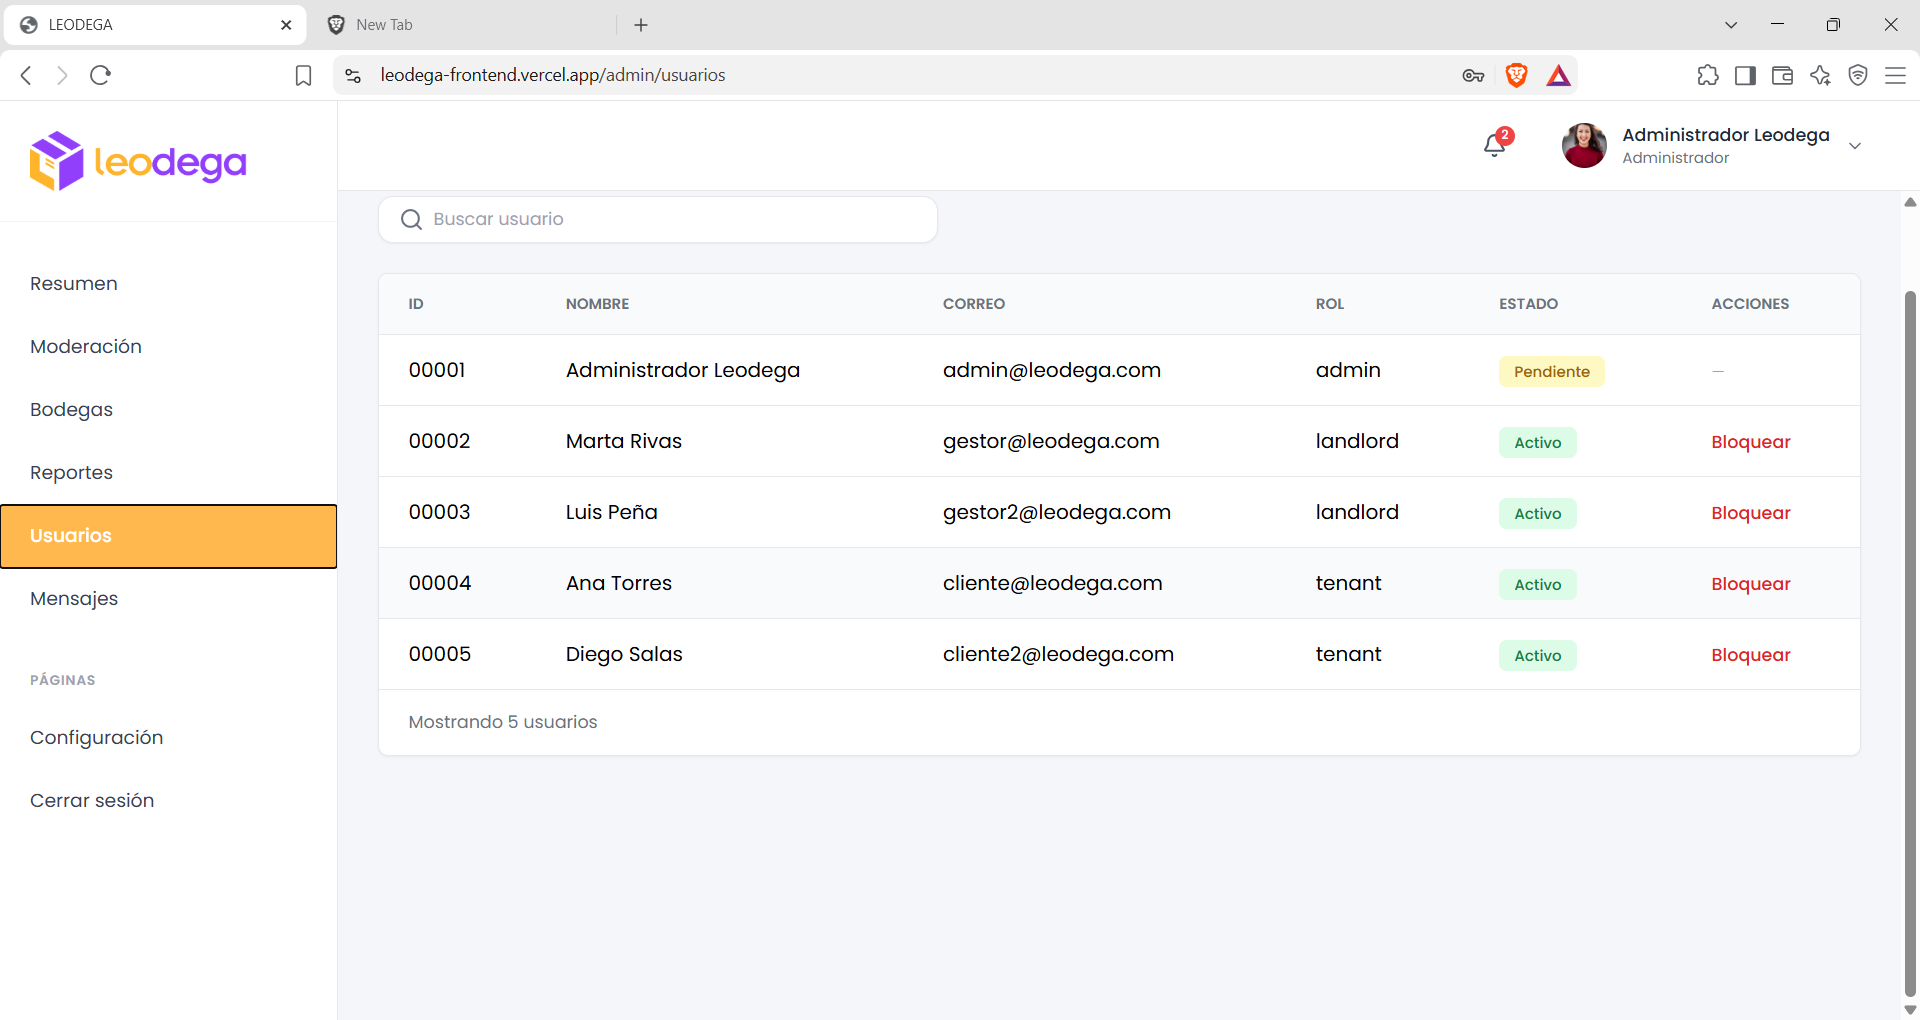 LEODEGA
New Tab
leodega-frontend.vercel.app/admin/usuarios
leodega
2
Administrador Leodega
Administrador
Resumen
Moderación
Bodegas
Reportes
Usuarios
Mensajes
PÁGINAS
Configuración
Cerrar sesión
Buscar usuario
ID NOMBRE CORREO ROL ESTADO ACCIONES
00001 Administrador Leodega admin@leodega.com admin Pendiente —
00002 Marta Rivas gestor@leodega.com landlord Activo Bloquear
00003 Luis Peña gestor2@leodega.com landlord Activo Bloquear
00004 Ana Torres cliente@leodega.com tenant Activo Bloquear
00005 Diego Salas cliente2@leodega.com tenant Activo Bloquear
Mostrando 5 usuarios